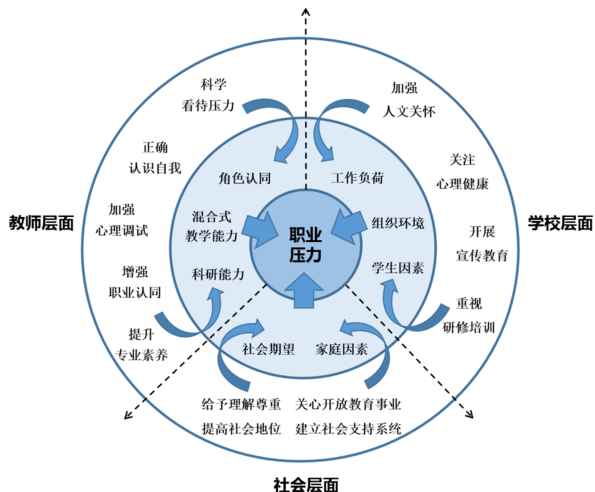 科学
看待压力
正确
认识自我
教师层面
加强
心理调试
增强
职业认同
提升
专业素养
加强
人文关怀
关注
心理健康
学校层面
开展
宣传教育
重视
研修培训
角色认同
工作负荷
混合式
教学能力
组织环境
职业
压力
科研能力
学生因素
社会期望
家庭因素
给予理解尊重
提高社会地位
关心开放教育事业
建立社会支持系统
社会层面